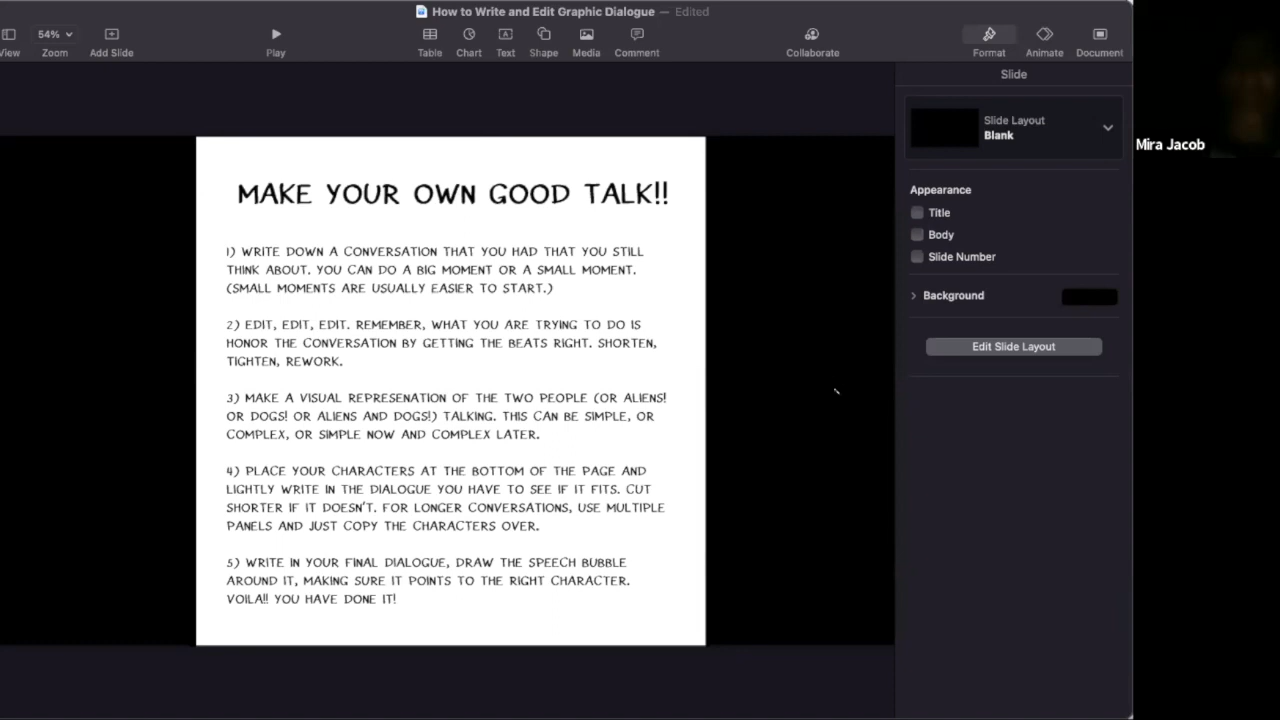 How to Write and Edit Graphic Dialogue — Edited
View
54%
Zoom
Add Slide
Play
Table
Chart
Text
Shape
Media
Comment
Collaborate
Format
Animate
Document
Slide
Slide Layout
Blank
Appearance
Title
Body
Slide Number
Background
Edit Slide Layout
Mira Jacob
MAKE YOUR OWN GOOD TALK!!
1) WRITE DOWN A CONVERSATION THAT YOU HAD THAT YOU STILL
THINK ABOUT. YOU CAN DO A BIG MOMENT OR A SMALL MOMENT.
(SMALL MOMENTS ARE USUALLY EASIER TO START.)
2) EDIT, EDIT, EDIT. REMEMBER, WHAT YOU ARE TRYING TO DO IS
HONOR THE CONVERSATION BY GETTING THE BEATS RIGHT. SHORTEN,
TIGHTEN, REWORK.
3) MAKE A VISUAL REPRESENATION OF THE TWO PEOPLE (OR ALIENS!
OR DOGS! OR ALIENS AND DOGS!) TALKING. THIS CAN BE SIMPLE, OR
COMPLEX, OR SIMPLE NOW AND COMPLEX LATER.
4) PLACE YOUR CHARACTERS AT THE BOTTOM OF THE PAGE AND
LIGHTLY WRITE IN THE DIALOGUE YOU HAVE TO SEE IF IT FITS. CUT
SHORTER IF IT DOESN'T. FOR LONGER CONVERSATIONS, USE MULTIPLE
PANELS AND JUST COPY THE CHARACTERS OVER.
5) WRITE IN YOUR FINAL DIALOGUE, DRAW THE SPEECH BUBBLE
AROUND IT, MAKING SURE IT POINTS TO THE RIGHT CHARACTER.
VOILA!! YOU HAVE DONE IT!